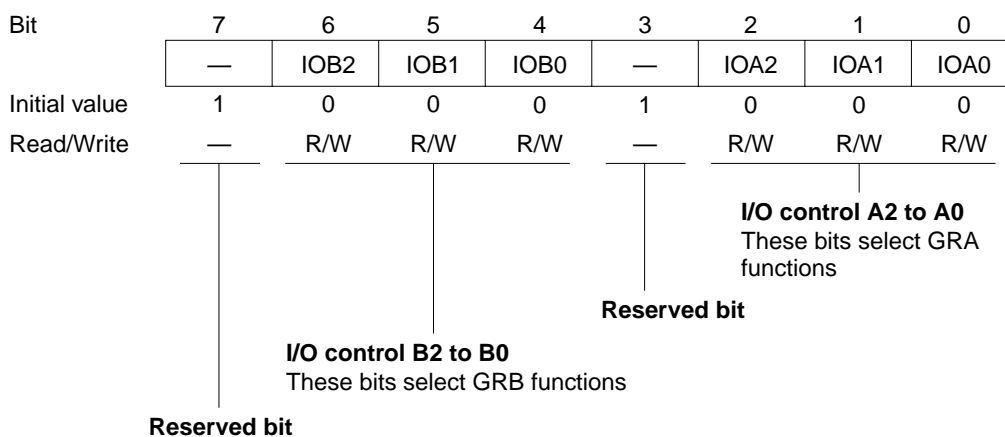 Bit 7 6 5 4 3 2 1 0
— IOB2 IOB1 IOB0 — IOA2 IOA1 IOA0
Initial value 1 0 0 0 1 0 0 0
Read/Write — R/W R/W R/W — R/W R/W R/W
I/O control A2 to A0
These bits select GRA
functions
Reserved bit
I/O control B2 to B0
These bits select GRB functions
Reserved bit